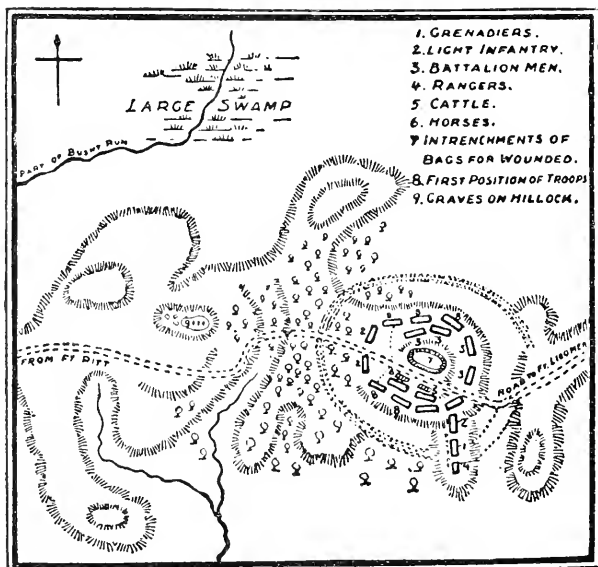 1. GRENADIERS.
2. LIGHT INFANTRY.
3. BATTALION MEN.
4. RANGERS.
5 CATTLE.
6. HORSES.
7 INTRENCHMENTS OF
BAGS FOR WOUNDED.
8. FIRST POSITION OF TROOPS
9. GRAVES ON HILLOCK.
LARGE SWAMP
PART OF BUSHY RUN
FROM FT PITT
ROAD TO FT. LIGONIER